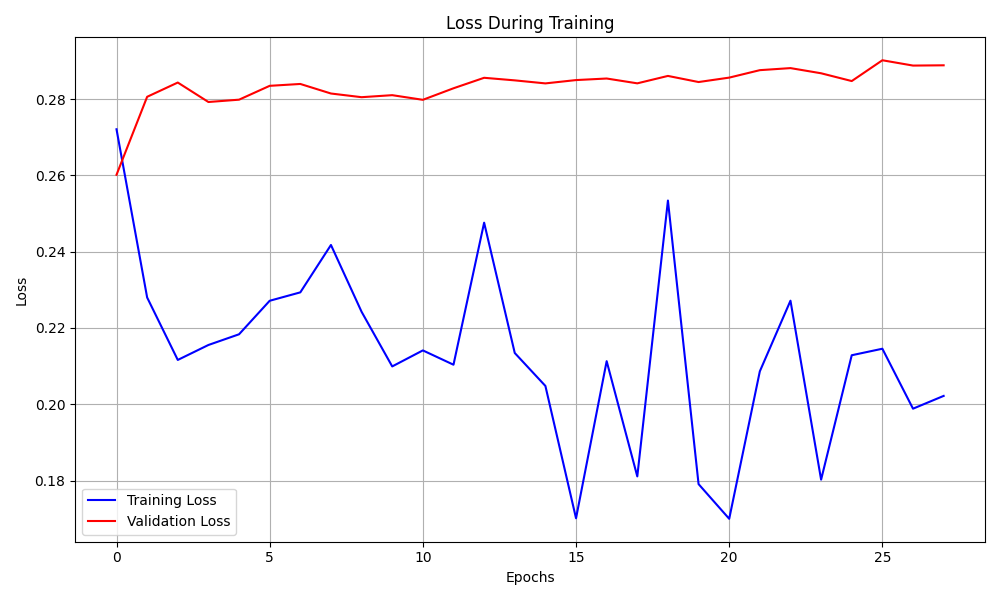 Loss During Training
0.28
0.26
0.24
0.22
0.20
0.18
Loss
Training Loss
Validation Loss
0 5 10 15 20 25
Epochs